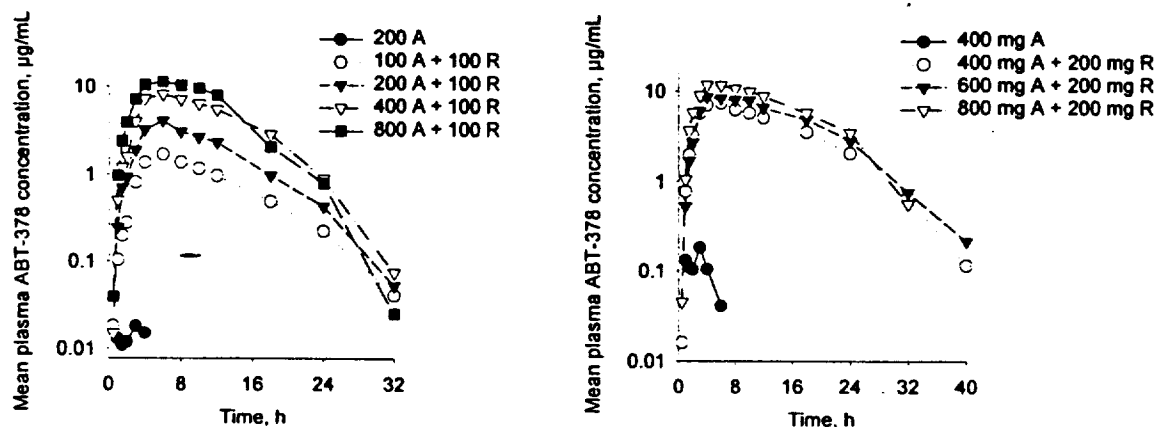 Mean plasma ABT-378 concentration, µg/mL
200 A
100 A + 100 R
200 A + 100 R
400 A + 100 R
800 A + 100 R
10
1
0.1
0.01
0 8 16 24 32
Time, h
Mean plasma ABT-378 concentration, µg/mL
400 mg A
400 mg A + 200 mg R
600 mg A + 200 mg R
800 mg A + 200 mg R
10
1
0.1
0.01
0 8 16 24 32 40
Time, h